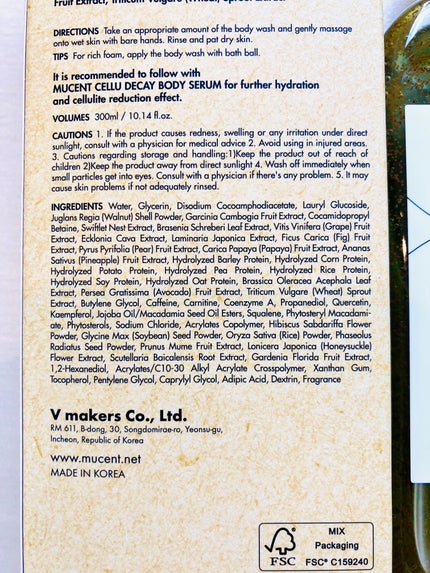 Fruit Extract, Triticum Vulgare (Wheat) Sprout Extract
DIRECTIONS Take an appropriate amount of the body wash and gently massage
onto wet skin with bare hands. Rinse and pat dry skin.
TIPS For rich foam, apply the body wash with bath ball.
It is recommended to follow with
MUCENT CELLU DECAY BODY SERUM for further hydration
and cellulite reduction effect.
VOLUMES 300ml / 10.14 fl.oz.
CAUTIONS 1. If the product causes redness, swelling or any irritation under direct
sunlight, consult with a physician for medical advice 2. Avoid using in injured areas.
3. Cautions regarding storage and handling:1)Keep the product out of reach of
children 2)Keep the product away from direct sunlight 4. Wash off immediately when
small particles get into eyes. Consult with a physician if there's any problem. 5. It may
cause skin problems if not adequately rinsed.
INGREDIENTS Water, Glycerin, Disodium Cocoamphodiacetate, Lauryl Glucoside,
Juglans Regia (Walnut) Shell Powder, Garcinia Cambogia Fruit Extract, Cocamidopropyl
Betaine, Swiftlet Nest Extract, Brasenia Schreberi Leaf Extract, Vitis Vinifera (Grape) Fruit
Extract, Ecklonia Cava Extract, Laminaria Japonica Extract, Ficus Carica (Fig) Fruit
Extract, Pyrus Pyrifolia (Pear) Fruit Extract, Carica Papaya (Papaya) Fruit Extract, Ananas
Sativus (Pineapple) Fruit Extract, Hydrolyzed Barley Protein, Hydrolyzed Corn Protein,
Hydrolyzed Potato Protein, Hydrolyzed Pea Protein, Hydrolyzed Rice Protein,
Hydrolyzed Soy Protein, Hydrolyzed Oat Protein, Brassica Oleracea Acephala Leaf
Extract, Persea Gratissima (Avocado) Fruit Extract, Triticum Vulgare (Wheat) Sprout
Extract, Butylene Glycol, Caffeine, Carnitine, Coenzyme A, Propanediol, Quercetin,
Kaempferol, Jojoba Oil/Macadamia Seed Oil Esters, Squalene, Phytosteryl Macadami-
ate, Phytosterols, Sodium Chloride, Acrylates Copolymer, Hibiscus Sabdariffa Flower
Powder, Glycine Max (Soybean) Seed Powder, Oryza Sativa (Rice) Powder, Phaseolus
Radiatus Seed Powder, Prunus Mume Fruit Extract, Lonicera Japonica (Honeysuckle)
Flower Extract, Scutellaria Baicalensis Root Extract, Gardenia Florida Fruit Extract,
1,2-Hexanediol, Acrylates/C10-30 Alkyl Acrylate Crosspolymer, Xanthan Gum,
Tocopherol, Pentylene Glycol, Caprylyl Glycol, Adipic Acid, Dextrin, Fragrance
V makers Co., Ltd.
RM 611, B-dong, 30, Songdomirae-ro, Yeonsu-gu,
Incheon, Republic of Korea
www.mucent.net
MADE IN KOREA
FSC
MIX
Packaging
FSC® C159240